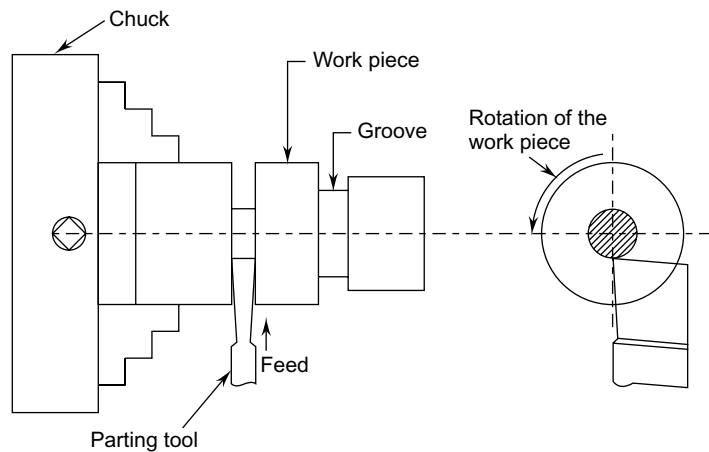 Chuck
Work piece
Groove
Rotation of the
work piece
Feed
Parting tool